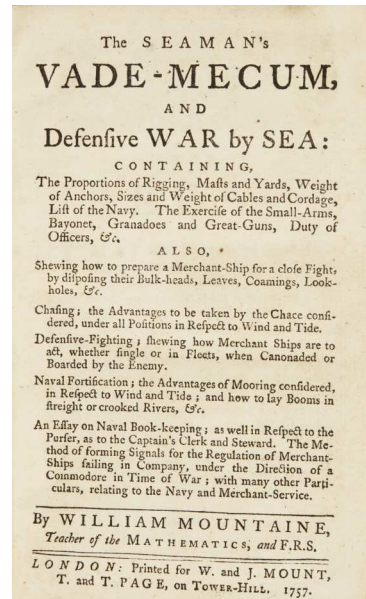 The SEAMAN's
VADE-MECUM,
AND
Defenſive WAR by SEA:
CONTAINING,
The Proportions of Rigging, Maſts and Yards, Weight
of Anchors, Sizes and Weight of Cables and Cordage,
Liſt of the Navy. The Exerciſe of the Small-Arms,
Bayonet, Granadoes and Great-Guns, Duty of
Officers, &c.
ALSO,
Shewing how to prepare a Merchant-Ship for a cloſe Fight,
by diſpoſing their Bulk-heads, Leaves, Coamings, Look-
holes, &c.
Chaſing; the Advantages to be taken by the Chace conſi-
dered, under all Poſitions in Reſpect to Wind and Tide.
Defenſive-Fighting; ſhewing how Merchant Ships are to
act, whether ſingle or in Fleets, when Canonaded or
Boarded by the Enemy.
Naval Fortification; the Advantages of Mooring conſidered,
in Reſpect to Wind and Tide; and how to lay Booms in
ſtreight or crooked Rivers, &c.
An Eſſay on Naval Book-keeping; as well in Reſpect to the
Purſer, as to the Captain's Clerk and Steward. The Me-
thod of forming Signals for the Regulation of Merchant-
Ships ſailing in Company, under the Direction of a
Commodore in Time of War; with many other Parti-
culars, relating to the Navy and Merchant-Service.
By WILLIAM MOUNTAINE,
Teacher of the MATHEMATICS, and F.R.S.
LONDON: Printed for W. and J. MOUNT,
T. and T. PAGE, on TOWER-HILL. 1757.